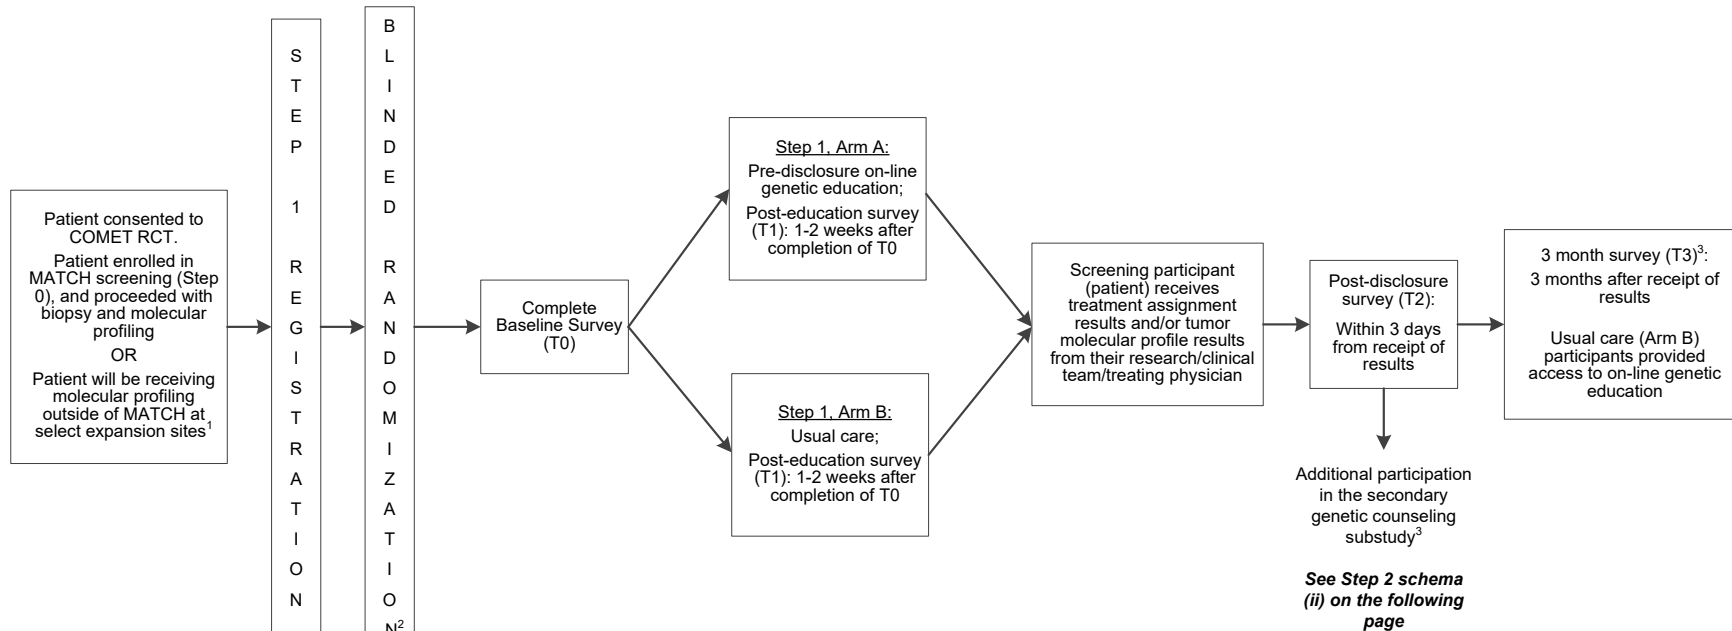 Patient consented to
COMET RCT.
Patient enrolled in
MATCH screening (Step
0), and proceeded with
biopsy and molecular
profiling
OR
Patient will be receiving
molecular profiling
outside of MATCH at
select expansion sites¹
S
T
E
P
1
R
E
G
I
S
T
R
A
T
I
O
N
B
L
I
N
D
E
D
R
A
N
D
O
M
I
Z
A
T
I
O
N²
Complete
Baseline Survey
(T0)
Step 1, Arm A:
Pre-disclosure on-line
genetic education;
Post-education survey
(T1): 1-2 weeks after
completion of T0
Step 1, Arm B:
Usual care;
Post-education survey
(T1): 1-2 weeks after
completion of T0
Screening participant
(patient) receives
treatment assignment
results and/or tumor
molecular profile results
from their research/clinical
team/treating physician
Post-disclosure
survey (T2):
Within 3 days
from receipt of
results
Additional participation
in the secondary
genetic counseling
substudy³
See Step 2 schema
(ii) on the following
page
3 month survey (T3)³:
3 months after receipt of
results
Usual care (Arm B)
participants provided
access to on-line genetic
education